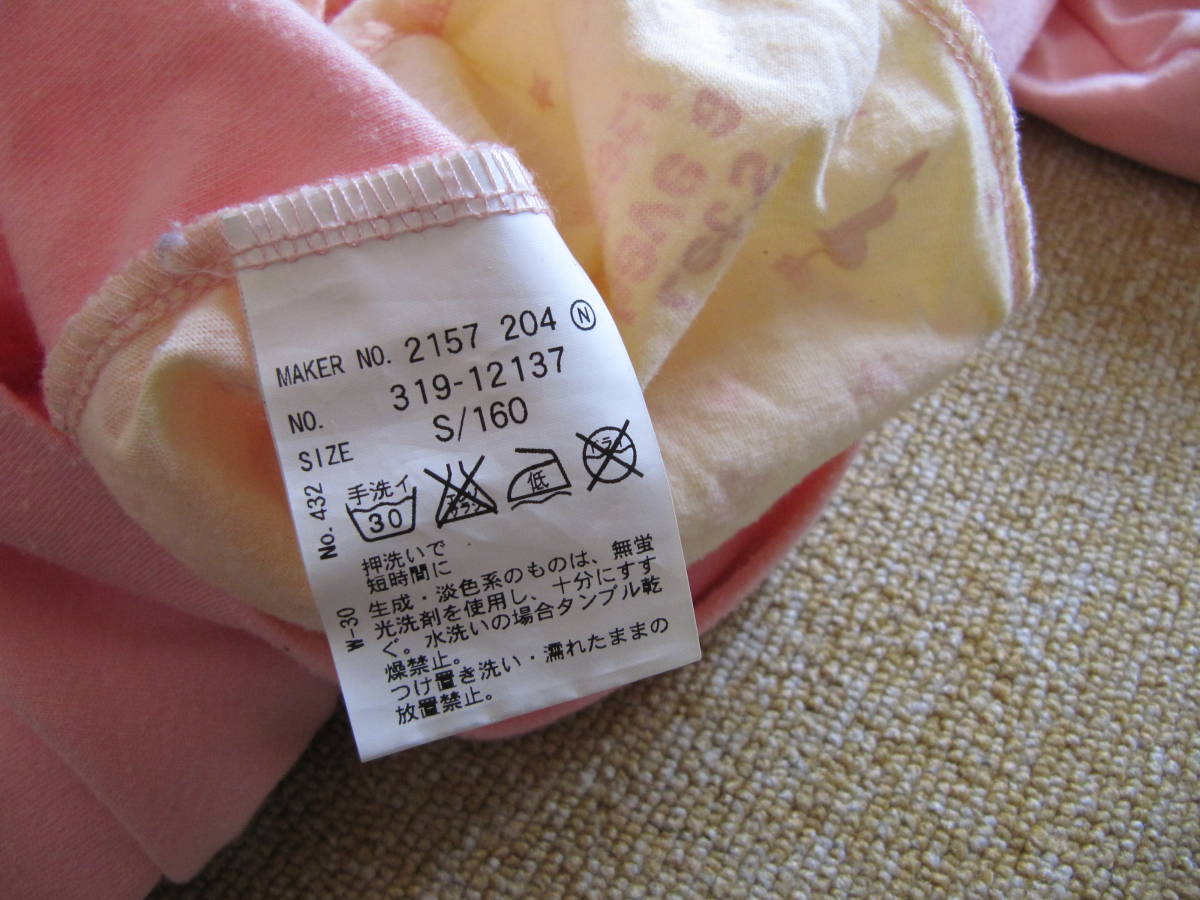 MAKER NO. 2157 204 Ⓝ
NO. 319-12137
SIZE S/160
No. 432
W-30
手洗イ
30
低
ドライ
押洗いで
短時間に
生成・淡色系のものは、無蛍
光洗剤を使用し、十分にすす
ぐ。水洗いの場合タンブル乾
燥禁止。
つけ置き洗い・濡れたままの
放置禁止。